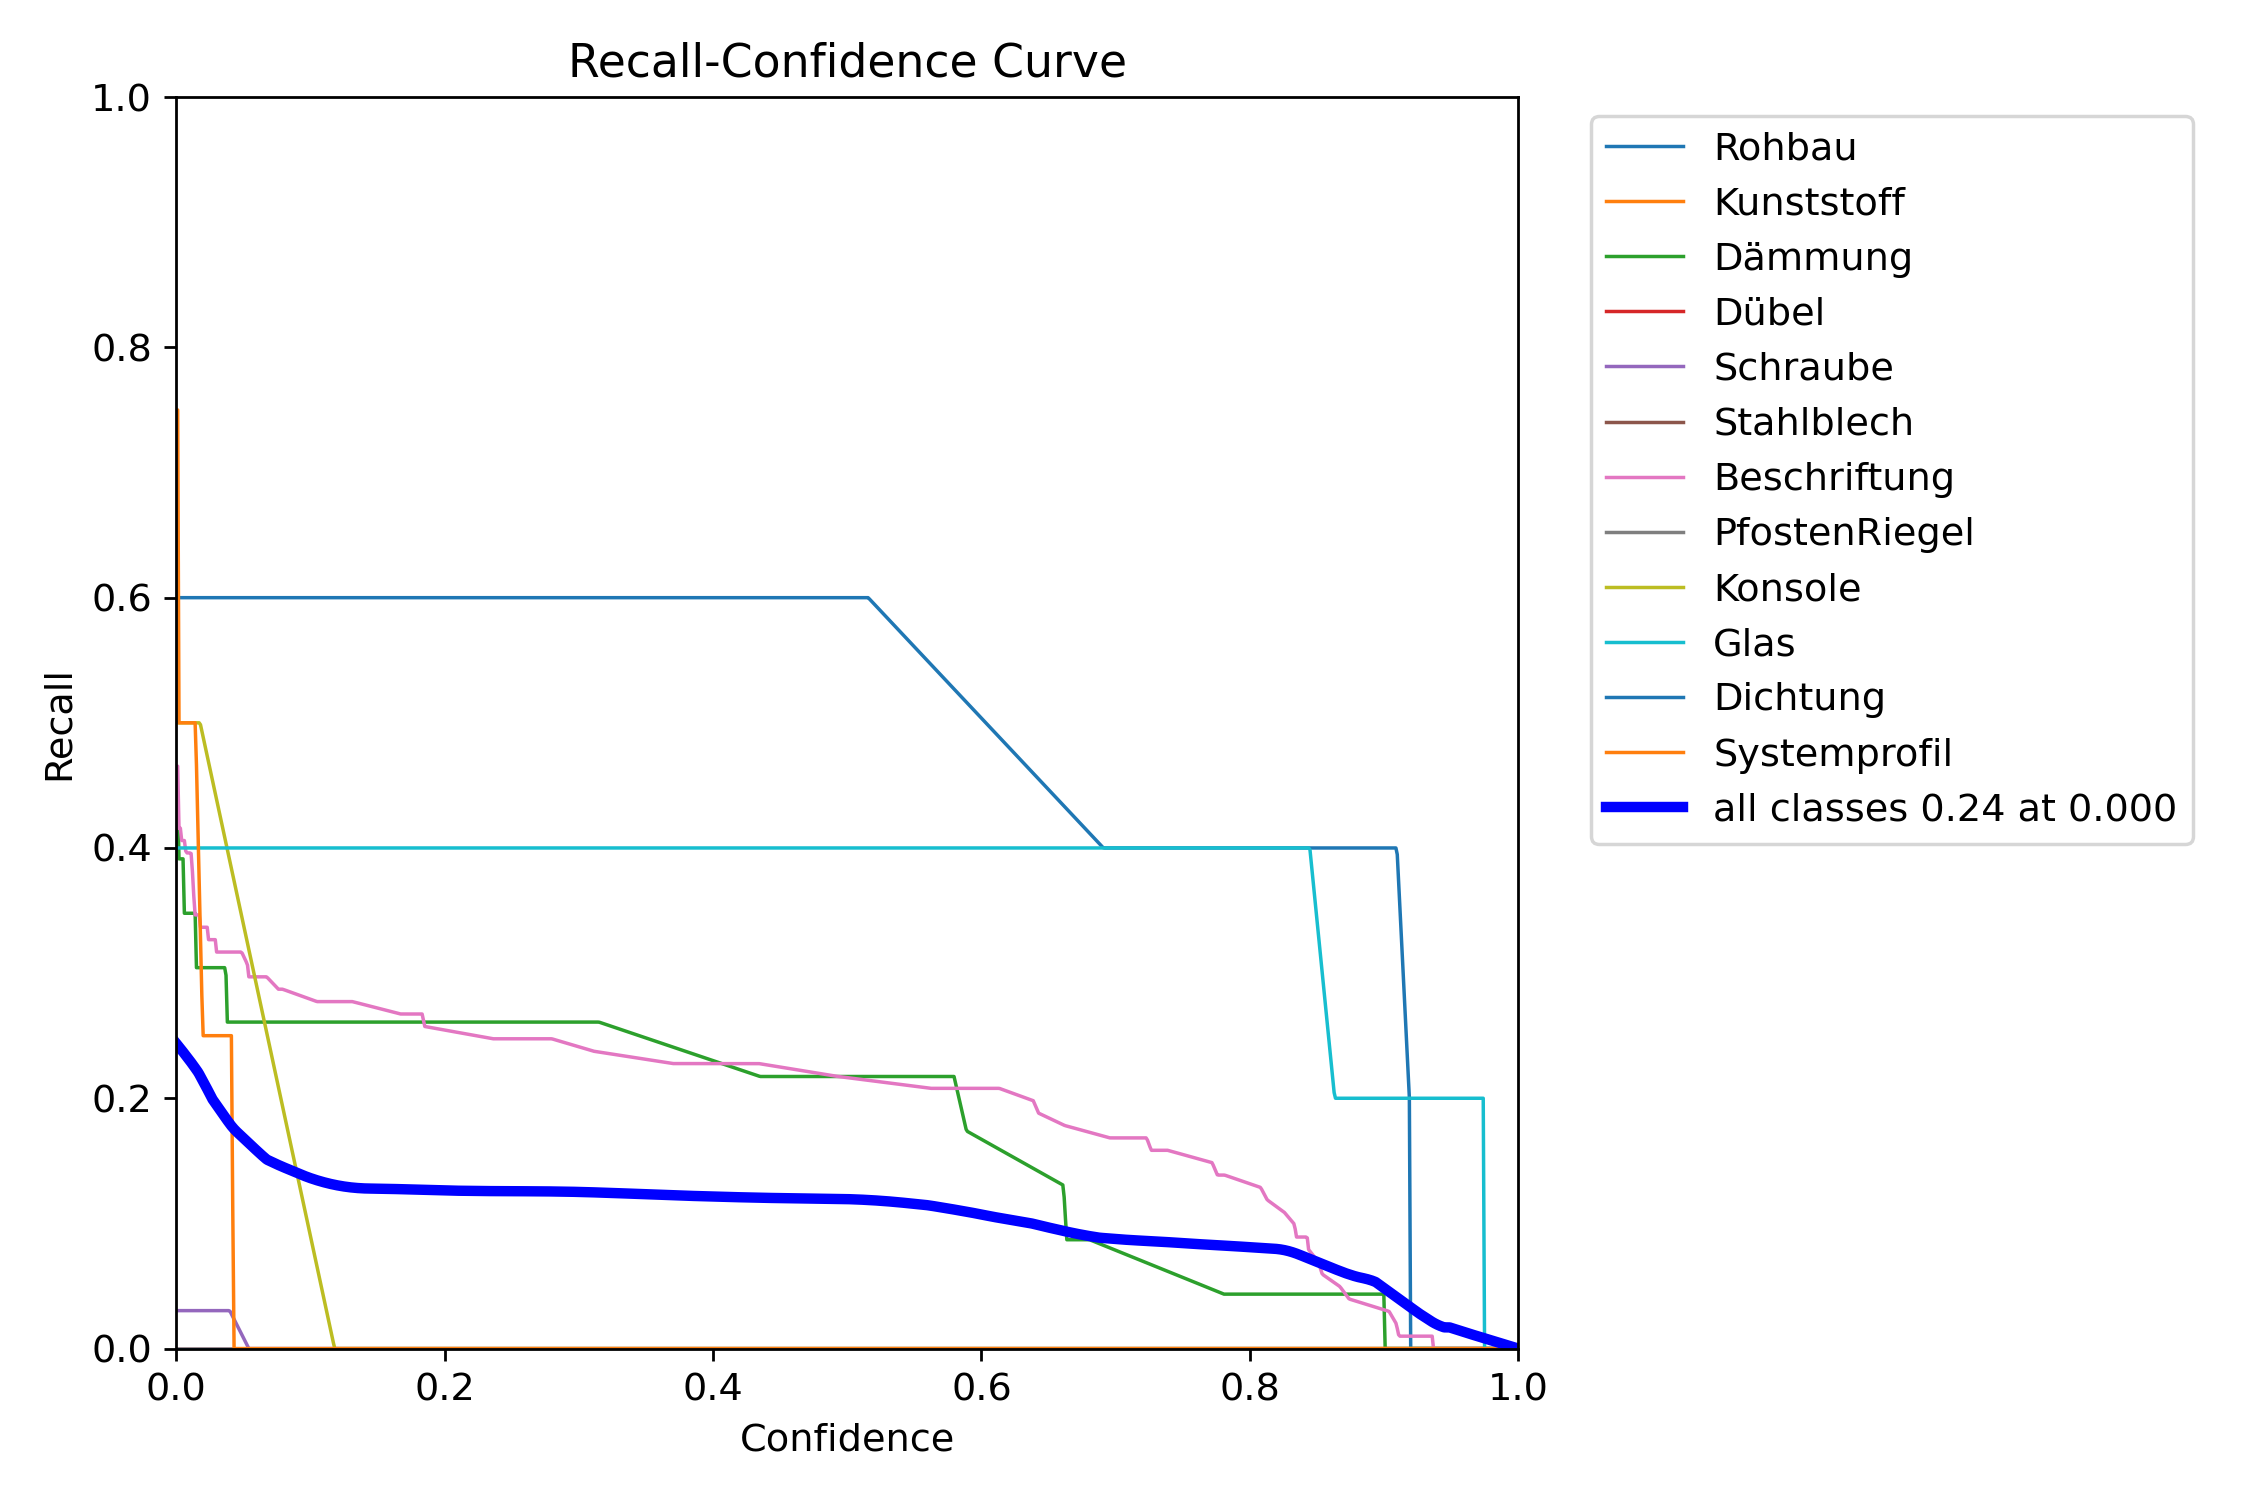 Recall-Confidence Curve
1.0
0.8
0.6
0.4
0.2
0.0
Recall
0.0 0.2 0.4 0.6 0.8 1.0
Confidence
Rohbau
Kunststoff
Dämmung
Dübel
Schraube
Stahlblech
Beschriftung
PfostenRiegel
Konsole
Glas
Dichtung
Systemprofil
all classes 0.24 at 0.000